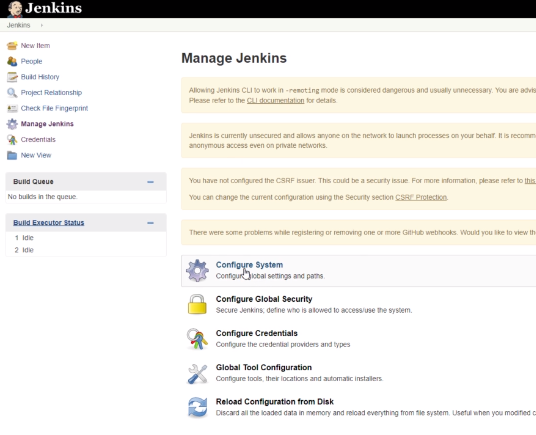 Jenkins
Jenkins
New Item
People
Build History
Project Relationship
Check File Fingerprint
Manage Jenkins
Credentials
New View
Build Queue
No builds in the queue.
Build Executor Status
1 Idle
2 Idle
Manage Jenkins
Allowing Jenkins CLI to work in -remoting mode is considered dangerous and usually unnecessary. You are advis
Please refer to the CLI documentation for details.
Jenkins is currently unsecured and allows anyone on the network to launch processes on your behalf. It is recomm
anonymous access even on private networks.
You have not configured the CSRF issuer. This could be a security issue. For more information, please refer to this
You can change the current configuration using the Security section CSRF Protection.
There were some problems while registering or removing one or more GitHub webhooks. Would you like to view th
Configure System
Configure global settings and paths.
Configure Global Security
Secure Jenkins; define who is allowed to access/use the system.
Configure Credentials
Configure the credential providers and types
Global Tool Configuration
Configure tools, their locations and automatic installers.
Reload Configuration from Disk
Discard all the loaded data in memory and reload everything from file system. Useful when you modified c